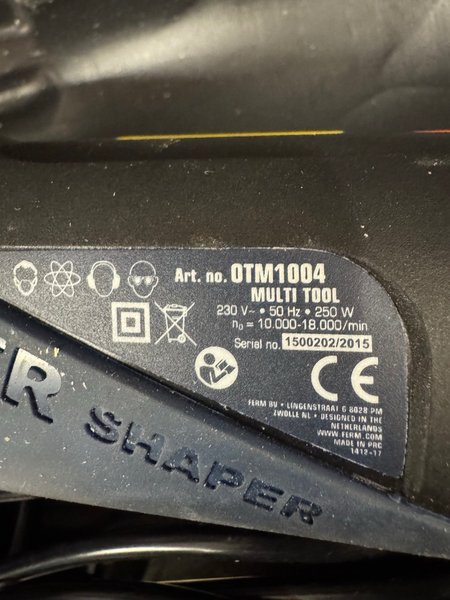 Art. no. OTM1004
MULTI TOOL
230 V~ • 50 Hz • 250 W
n₀ = 10.000-18.000/min
Serial no. 1500202/2015
CE
FERM BV • LINGENSTRAAT 6 8028 PM
ZWOLLE NL • DESIGNED IN THE
NETHERLANDS
WWW.FERM.COM
MADE IN PRC
1412-17
ER
SHAPER